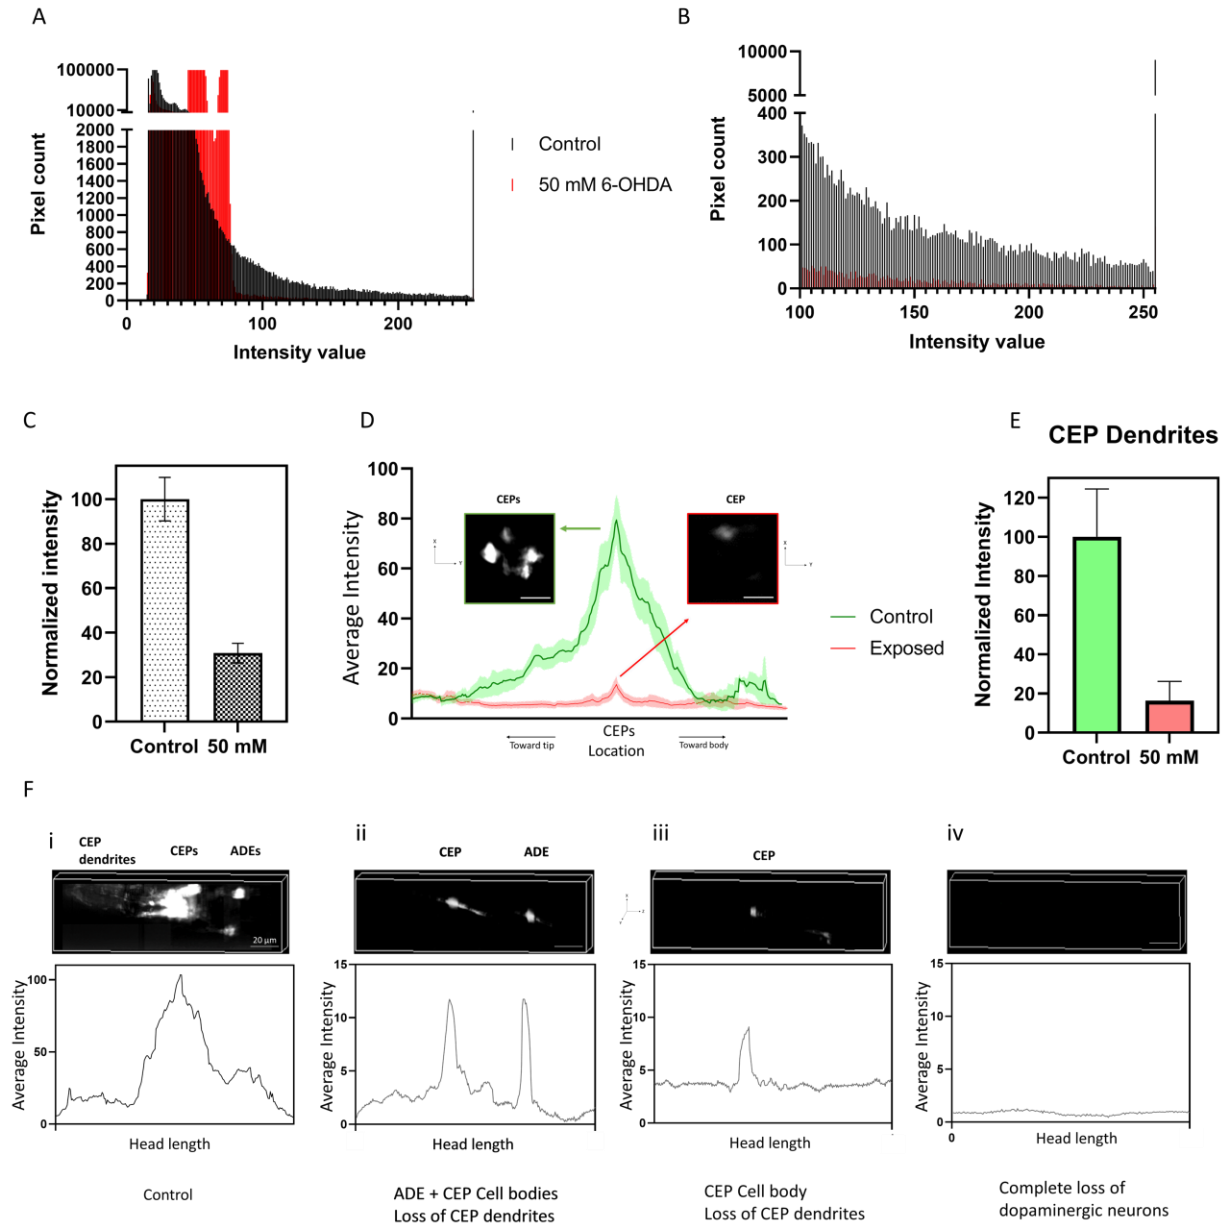 A
B
Pixel count
100000
10000
2000
1800
1600
1400
1200
1000
800
600
400
200
0
0
100
200
Intensity value
Control
50 mM 6-OHDA
Pixel count
10000
5000
400
300
200
100
0
100
150
200
250
Intensity value
C
D
E
Normalized intensity
100
80
60
40
20
0
Control 50 mM
Average Intensity
100
80
60
40
20
0
CEPs
CEP
X
Y
X
Y
Toward tip
CEPs
Location
Toward body
Control
Exposed
CEP Dendrites
Normalized Intensity
120
100
80
60
40
20
0
Control 50 mM
F
i
CEP
dendrites
CEPs
ADEs
20 µm
Average Intensity
100
50
0
Head length
Control
ii
CEP
ADE
Average Intensity
15
10
5
0
Head length
ADE + CEP Cell bodies
Loss of CEP dendrites
iii
CEP
Average Intensity
15
10
5
0
Head length
CEP Cell body
Loss of CEP dendrites
iv
Average Intensity
15
10
5
0
0
Head length
Complete loss of
dopaminergic neurons